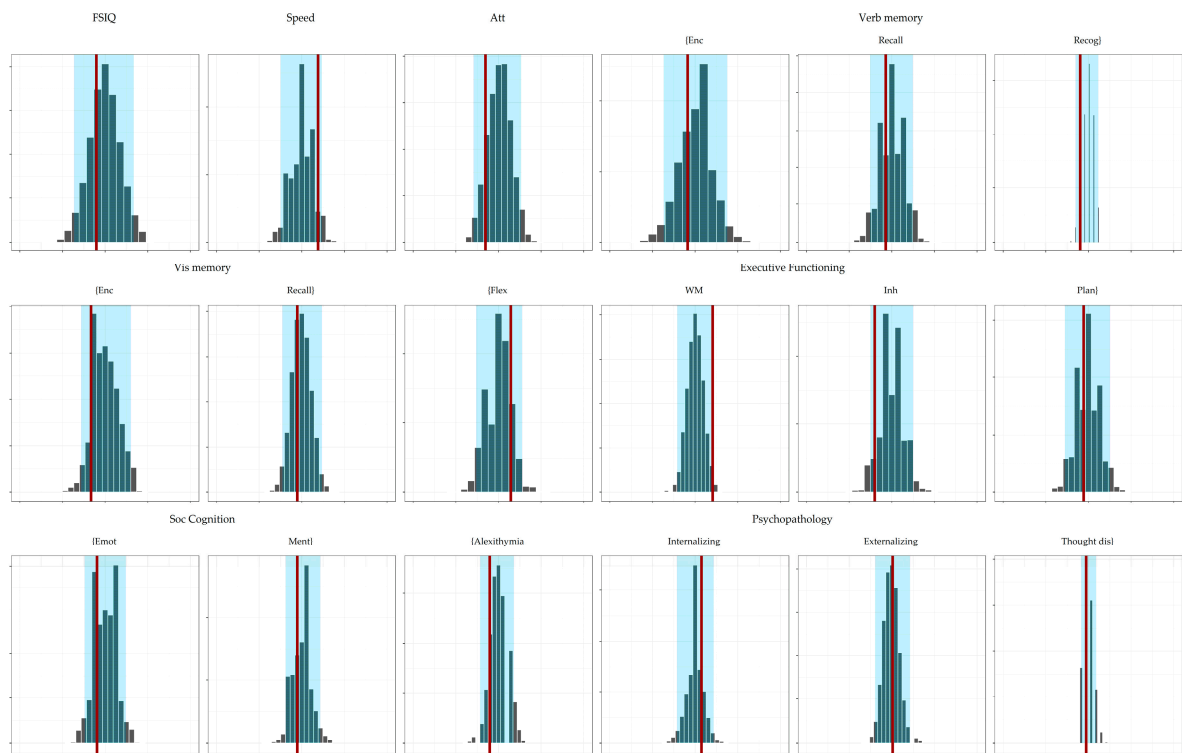 FSIQ Speed Att Verb memory
{Enc Recall Recog}
Vis memory Executive Functioning
{Enc Recall} {Flex WM Inh Plan}
Soc Cognition Psychopathology
{Emot Ment} {Alexithymia Internalizing Externalizing Thought dis}